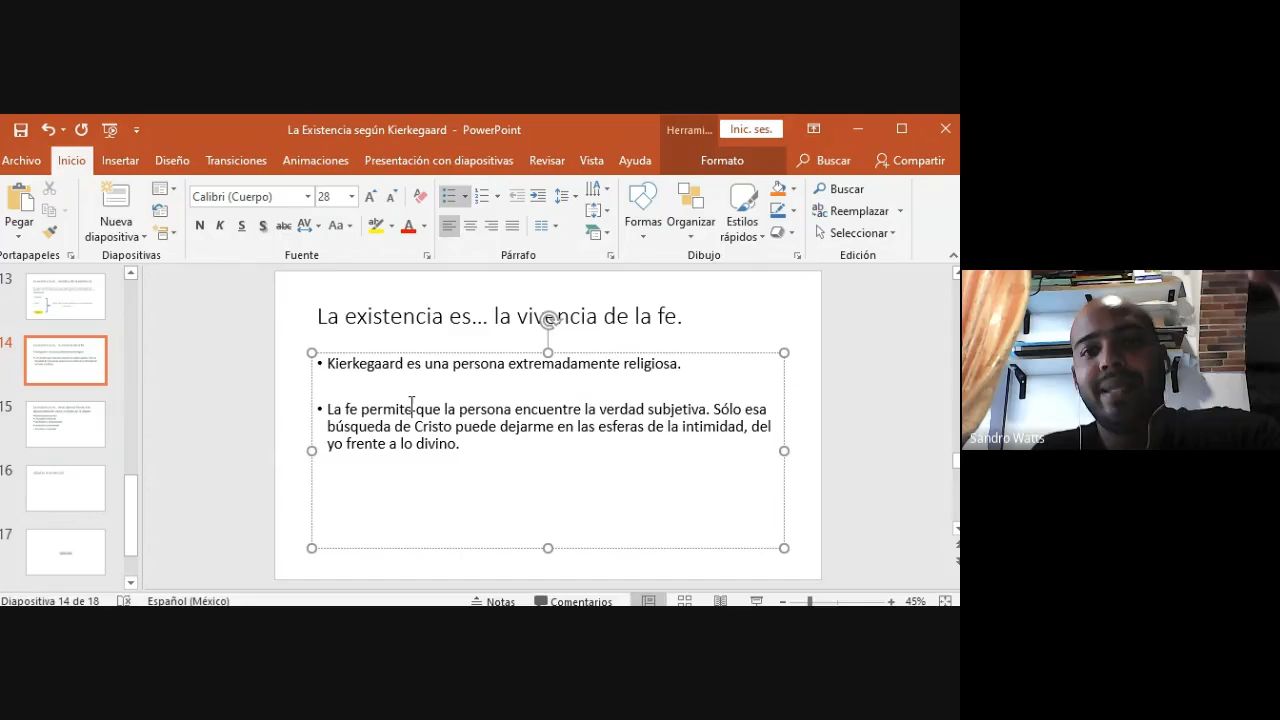 La Existencia según Kierkegaard - PowerPoint
Herrami...
Inic. ses.
Archivo
Inicio
Insertar
Diseño
Transiciones
Animaciones
Presentación con diapositivas
Revisar
Vista
Ayuda
Formato
Buscar
Compartir
Pegar
Nueva
diapositiva
Calibri (Cuerpo)
28
N K S S abc AV Aa A
Formas
Organizar
Estilos
rápidos
Buscar
Reemplazar
Seleccionar
Portapapeles
Diapositivas
Fuente
Párrafo
Dibujo
Edición
13
14
15
16
17
La existencia es... la vivencia de la fe.
• Kierkegaard es una persona extremadamente religiosa.
• La fe permite que la persona encuentre la verdad subjetiva. Sólo esa
búsqueda de Cristo puede dejarme en las esferas de la intimidad, del
yo frente a lo divino.
Sandro Watts
Diapositiva 14 de 18
Español (México)
Notas
Comentarios
45%